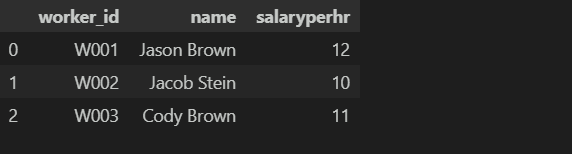 worker_id name salaryperhr
0 W001 Jason Brown 12
1 W002 Jacob Stein 10
2 W003 Cody Brown 11